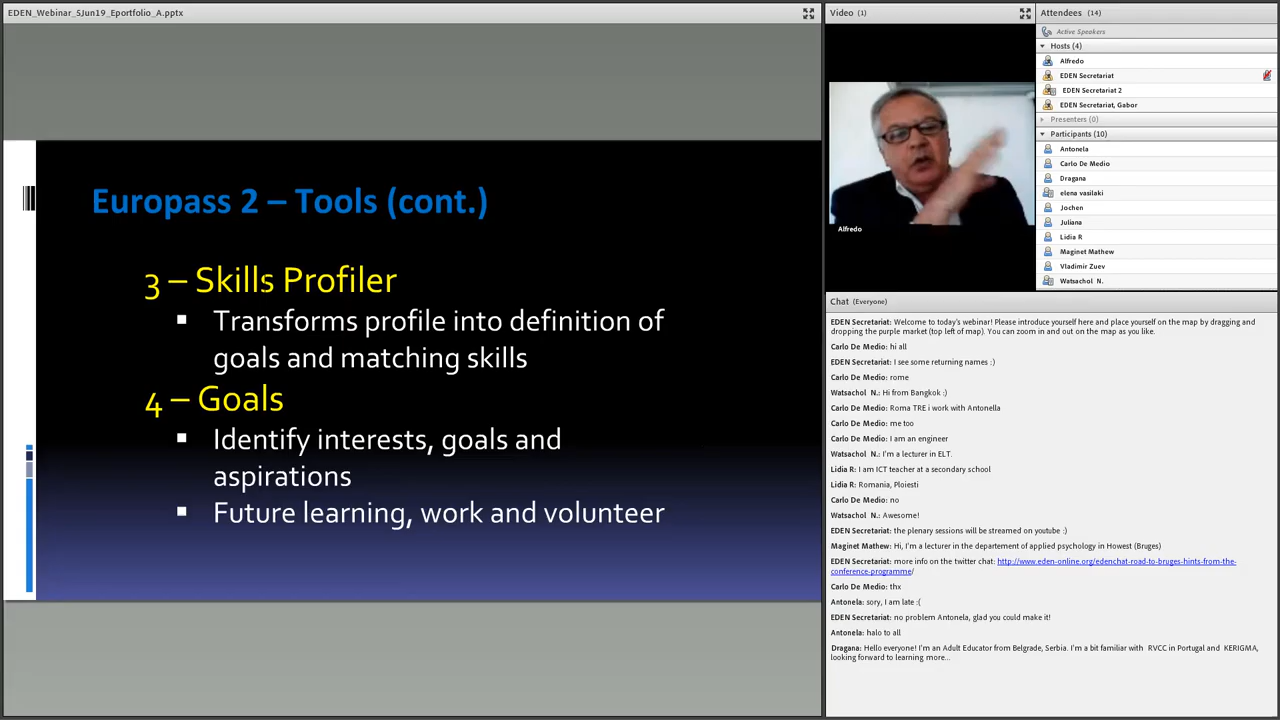 EDEN_Webinar_5Jun19_Eportfolio_A.pptx
Europass 2 – Tools (cont.)
3 – Skills Profiler
▪ Transforms profile into definition of
goals and matching skills
4 – Goals
▪ Identify interests, goals and
aspirations
▪ Future learning, work and volunteer
Video (1)
Alfredo
Attendees (14)
Active Speakers
Hosts (4)
Alfredo
EDEN Secretariat
EDEN Secretariat 2
EDEN Secretariat, Gabor
Presenters (0)
Participants (10)
Antonela
Carlo De Medio
Dragana
elena vasilaki
Jochen
Juliana
Lidia R
Maginet Mathew
Vladimir Zuev
Watsachol N.
Chat (Everyone)
EDEN Secretariat: Welcome to today's webinar! Please introduce yourself here and place yourself on the map by dragging and
dropping the purple market (top left of map). You can zoom in and out on the map as you like.
Carlo De Medio: hi all
EDEN Secretariat: I see some returning names :)
Carlo De Medio: rome
Watsachol N.: Hi from Bangkok :)
Carlo De Medio: Roma TRE i work with Antonella
Carlo De Medio: me too
Carlo De Medio: I am an engineer
Watsachol N.: I'm a lecturer in ELT.
Lidia R: I am ICT teacher at a secondary school
Lidia R: Romania, Ploiesti
Carlo De Medio: no
Watsachol N.: Awesome!
EDEN Secretariat: the plenary sessions will be streamed on youtube :)
Maginet Mathew: Hi, I'm a lecturer in the departement of applied psychology in Howest (Bruges)
EDEN Secretariat: more info on the twitter chat: http://www.eden-online.org/edenchat-road-to-bruges-hints-from-the-
conference-programme/
Carlo De Medio: thx
Antonela: sory, I am late :(
EDEN Secretariat: no problem Antonela, glad you could make it!
Antonela: halo to all
Dragana: Hello everyone! I'm an Adult Educator from Belgrade, Serbia. I'm a bit familiar with RVCC in Portugal and KERIGMA,
looking forward to learning more...